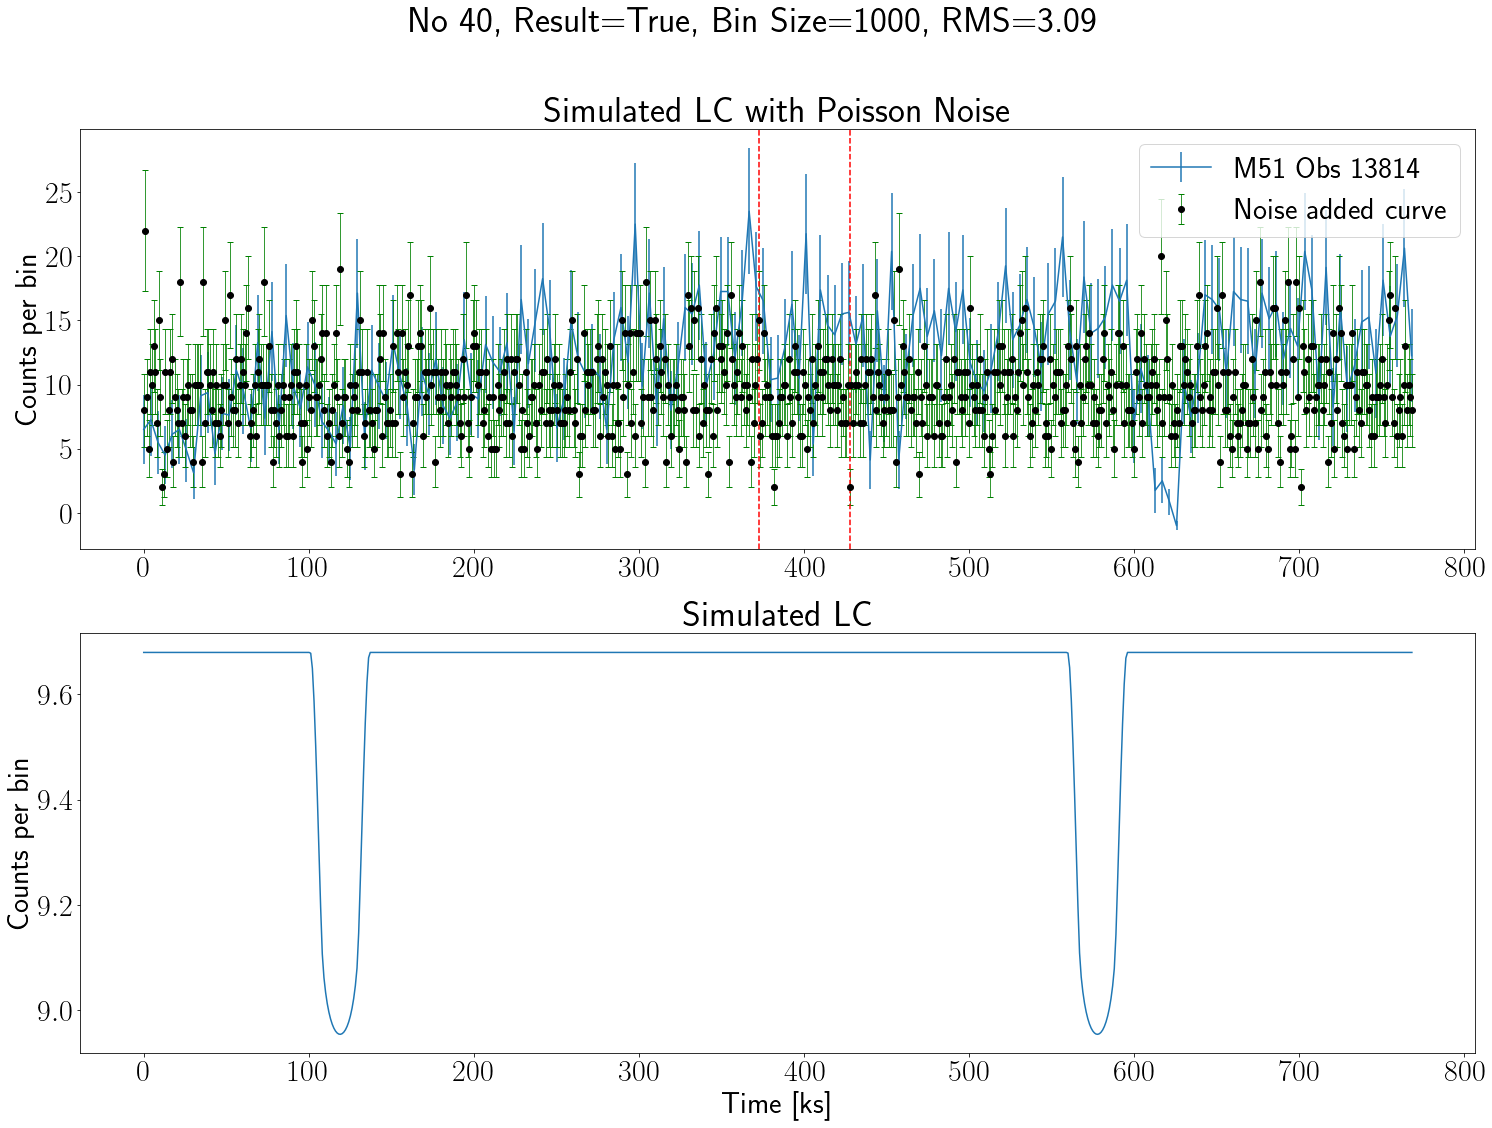 No 40, Result=True, Bin Size=1000, RMS=3.09
Simulated LC with Poisson Noise
Counts per bin
25
20
15
10
5
0
M51 Obs 13814
Noise added curve
0 100 200 300 400 500 600 700 800
Simulated LC
Counts per bin
9.6
9.4
9.2
9.0
0 100 200 300 400 500 600 700 800
Time [ks]